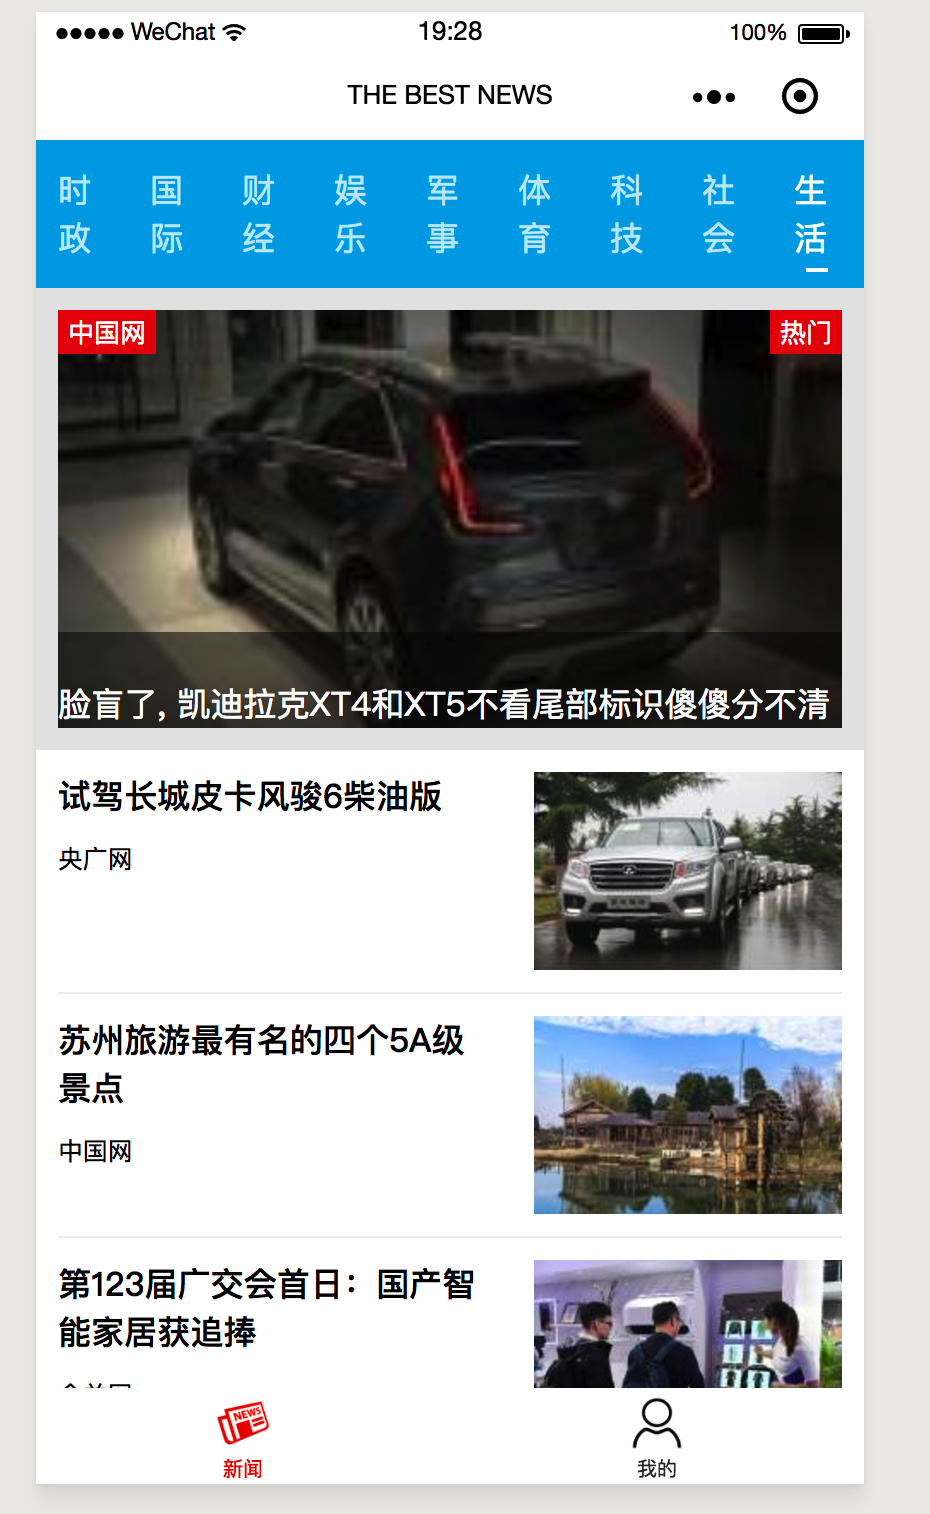 ●●●●● WeChat 19:28 100%
THE BEST NEWS
时政 国际 财经 娱乐 军事 体育 科技 社会 生活
中国网 热门
脸盲了, 凯迪拉克XT4和XT5不看尾部标识傻傻分不清
试驾长城皮卡风骏6柴油版
央广网
苏州旅游最有名的四个5A级
景点
中国网
第123届广交会首日：国产智
能家居获追捧
NEWS
新闻 我的